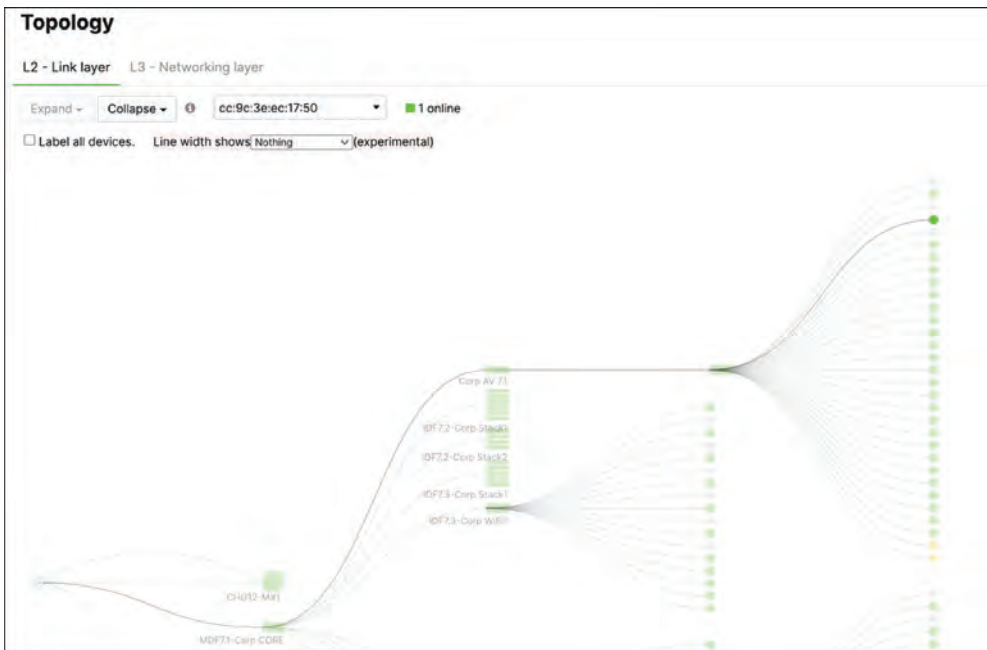 Topology
L2 - Link layer L3 - Networking layer
Expand Collapse cc:9c:3e:ec:17:50 1 online
Label all devices. Line width shows Nothing (experimental)
Corp AV 7.1
IDF7.2-Corp Stack1
IDF7.2-Corp Stack2
IDF7.3-Corp Stack1
IDF7.3-Corp WiFi
MDF7.1-Corp CORE